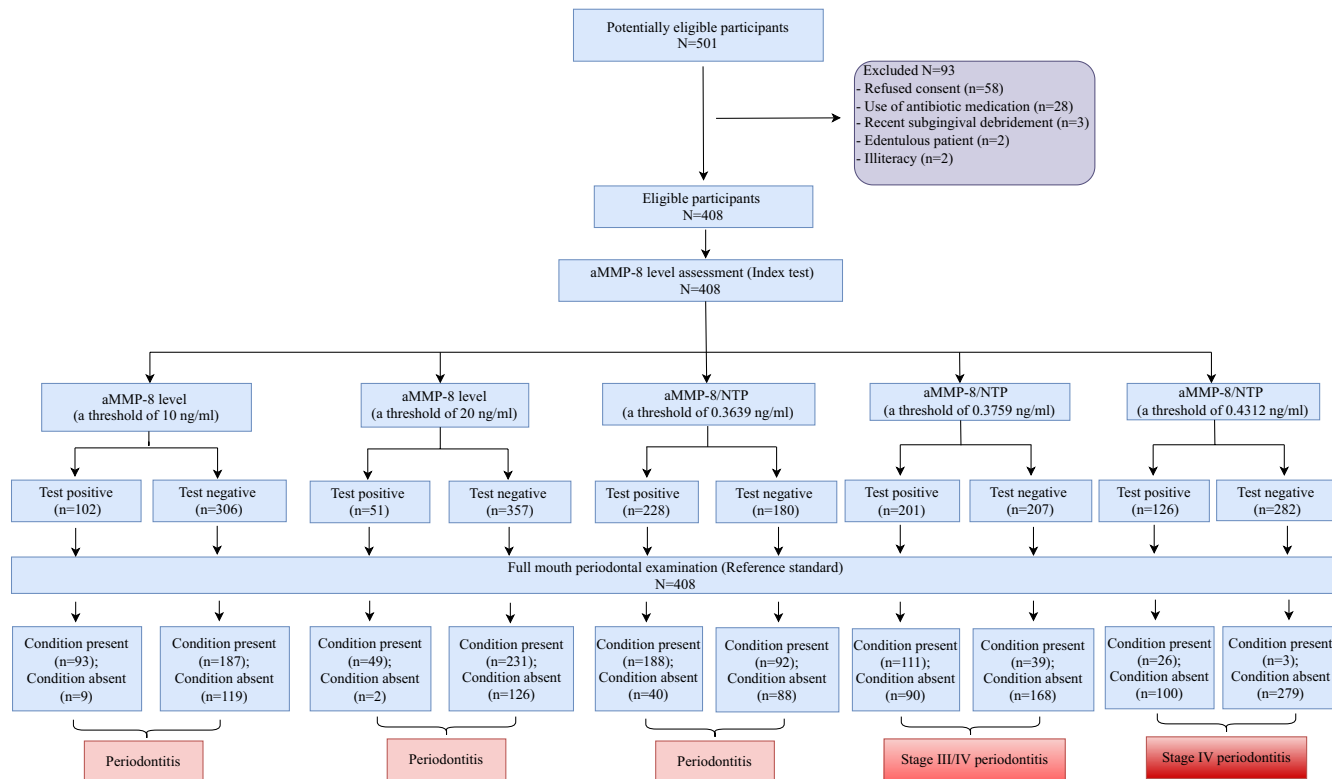 Potentially eligible participants
N=501
Excluded N=93
- Refused consent (n=58)
- Use of antibiotic medication (n=28)
- Recent subgingival debridement (n=3)
- Edentulous patient (n=2)
- Illiteracy (n=2)
Eligible participants
N=408
aMMP-8 level assessment (Index test)
N=408
aMMP-8 level
(a threshold of 10 ng/ml)
aMMP-8 level
(a threshold of 20 ng/ml)
aMMP-8/NTP
(a threshold of 0.3639 ng/ml)
aMMP-8/NTP
(a threshold of 0.3759 ng/ml)
aMMP-8/NTP
(a threshold of 0.4312 ng/ml)
Test positive
(n=102)
Test negative
(n=306)
Test positive
(n=51)
Test negative
(n=357)
Test positive
(n=228)
Test negative
(n=180)
Test positive
(n=201)
Test negative
(n=207)
Test positive
(n=126)
Test negative
(n=282)
Full mouth periodontal examination (Reference standard)
N=408
Condition present
(n=93);
Condition absent
(n=9)
Condition present
(n=187);
Condition absent
(n=119)
Condition present
(n=49);
Condition absent
(n=2)
Condition present
(n=231);
Condition absent
(n=126)
Condition present
(n=188);
Condition absent
(n=40)
Condition present
(n=92);
Condition absent
(n=88)
Condition present
(n=111);
Condition absent
(n=90)
Condition present
(n=39);
Condition absent
(n=168)
Condition present
(n=26);
Condition absent
(n=100)
Condition present
(n=3);
Condition absent
(n=279)
Periodontitis
Periodontitis
Periodontitis
Stage III/IV periodontitis
Stage IV periodontitis